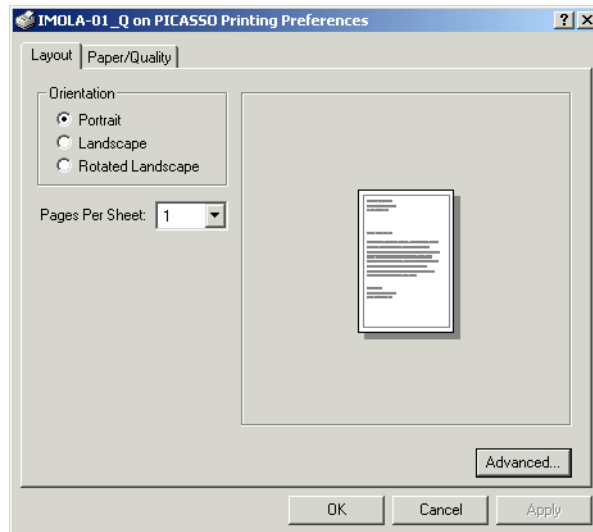 IMOLA-01_Q on PICASSO Printing Preferences
Layout Paper/Quality
Orientation
Portrait
Landscape
Rotated Landscape
Pages Per Sheet: 1
Advanced...
OK Cancel Apply